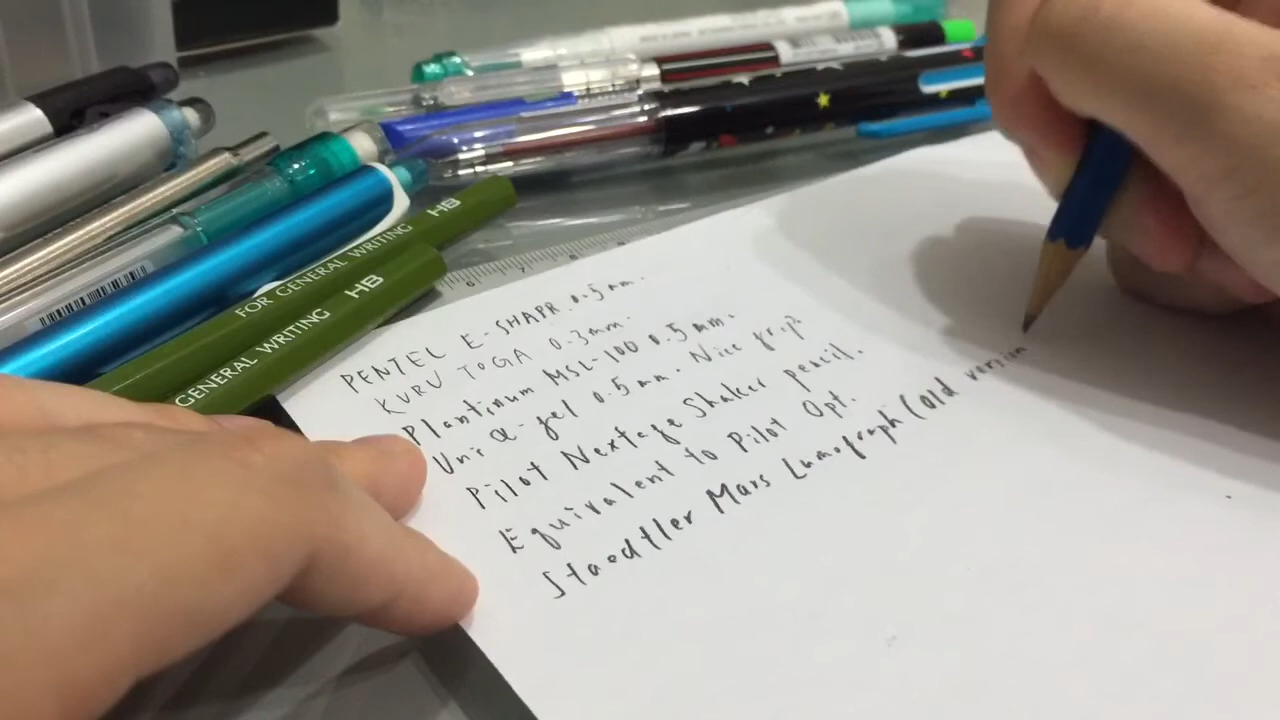 HB
FOR GENERAL WRITING
HB
GENERAL WRITING
PENTEL E-SHAPR. 0.5mm.
KURU TOGA 0.3mm.
Plantinum MSL-100 0.5mm.
Uni α-gel 0.5mm. Nice grip
Pilot Nextage Shaker pencil.
Equivalent to Pilot Opt.
Staedtler Mars Lumograph (old version